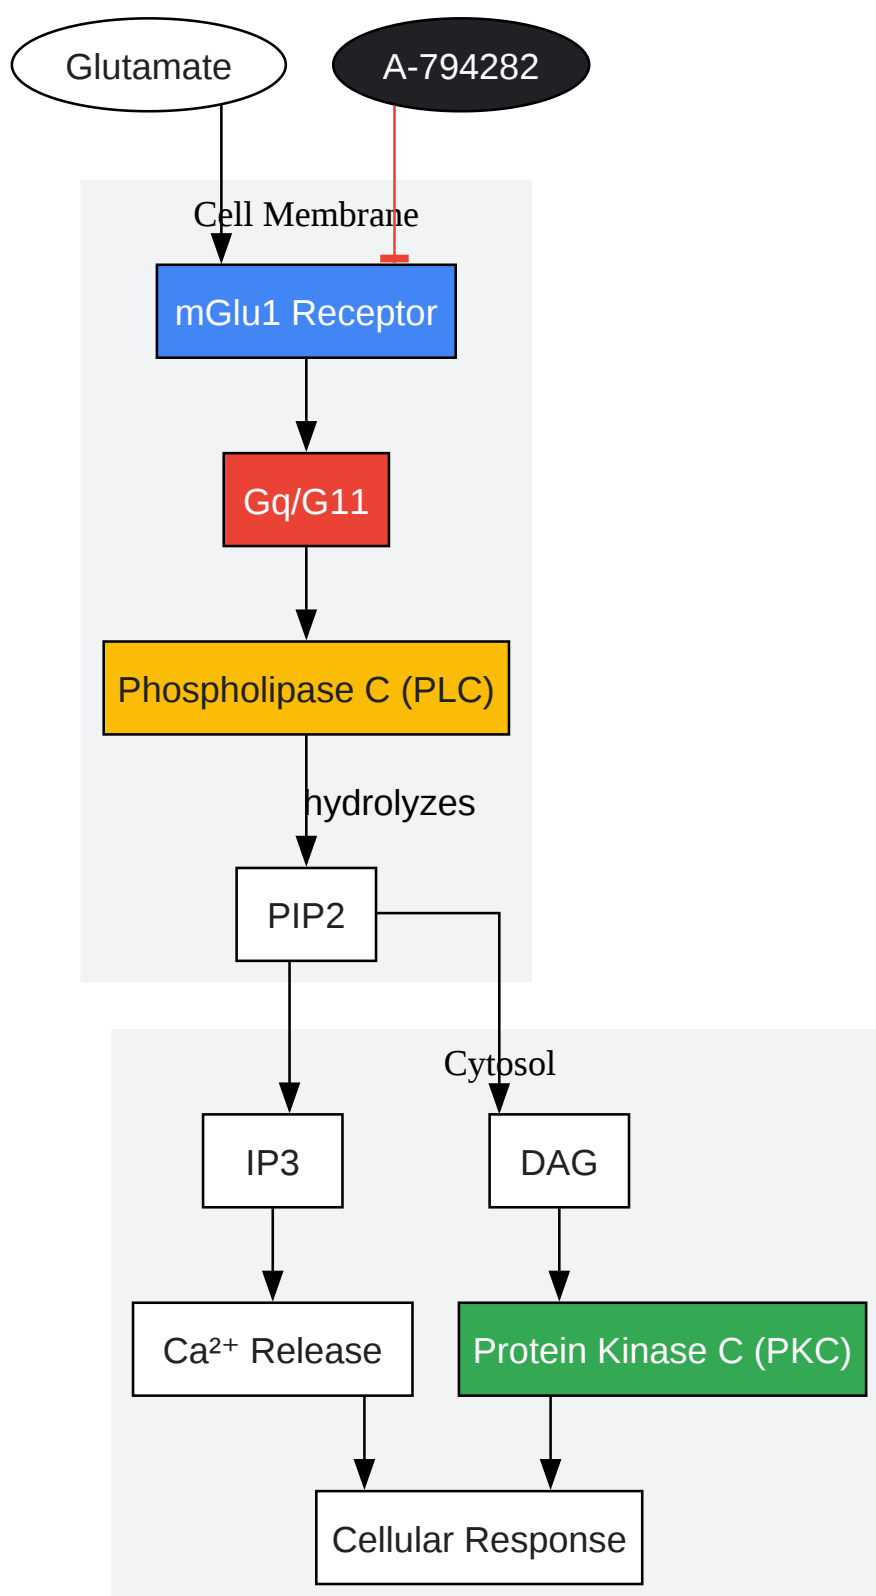 Glutamate
A-794282
Cell Membrane
mGlu1 Receptor
Gq/G11
Phospholipase C (PLC)
hydrolyzes
PIP2
Cytosol
IP3
DAG
Ca²⁺ Release
Protein Kinase C (PKC)
Cellular Response